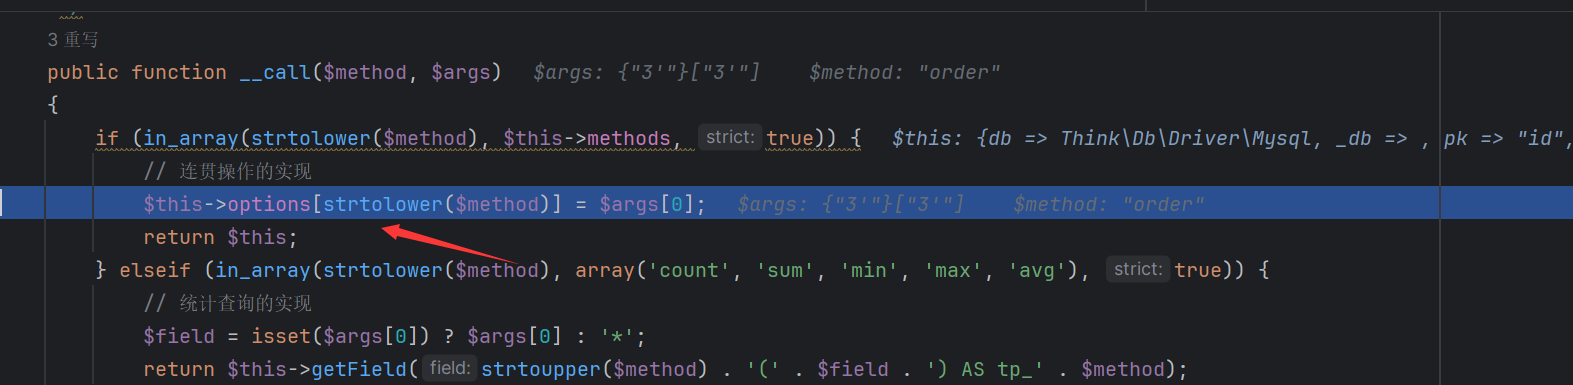 3 重写
public function __call($method, $args)   $args: {"3'"}["3'"]    $method: "order"
{
if (in_array(strtolower($method), $this->methods, strict: true)) {   $this: {db => Think\Db\Driver\Mysql, _db => , pk => "id",
// 连贯操作的实现
$this->options[strtolower($method)] = $args[0];   $args: {"3'"}["3'"]    $method: "order"
return $this;
} elseif (in_array(strtolower($method), array('count', 'sum', 'min', 'max', 'avg'), strict: true)) {
// 统计查询的实现
$field = isset($args[0]) ? $args[0] : '*';
return $this->getField( field: strtoupper($method) . '(' . $field . ') AS tp_' . $method);